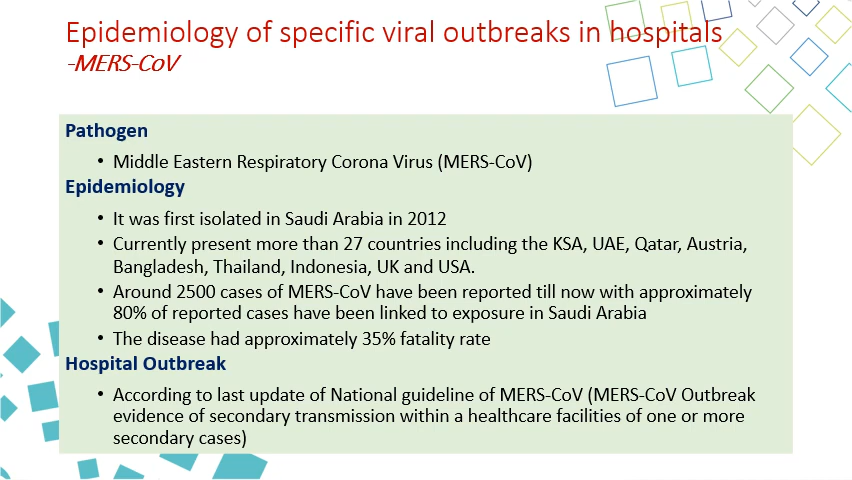 Epidemiology of specific viral outbreaks in hospitals
-MERS-CoV
Pathogen
• Middle Eastern Respiratory Corona Virus (MERS-CoV)
Epidemiology
• It was first isolated in Saudi Arabia in 2012
• Currently present more than 27 countries including the KSA, UAE, Qatar, Austria,
Bangladesh, Thailand, Indonesia, UK and USA.
• Around 2500 cases of MERS-CoV have been reported till now with approximately
80% of reported cases have been linked to exposure in Saudi Arabia
• The disease had approximately 35% fatality rate
Hospital Outbreak
• According to last update of National guideline of MERS-CoV (MERS-CoV Outbreak
evidence of secondary transmission within a healthcare facilities of one or more
secondary cases)